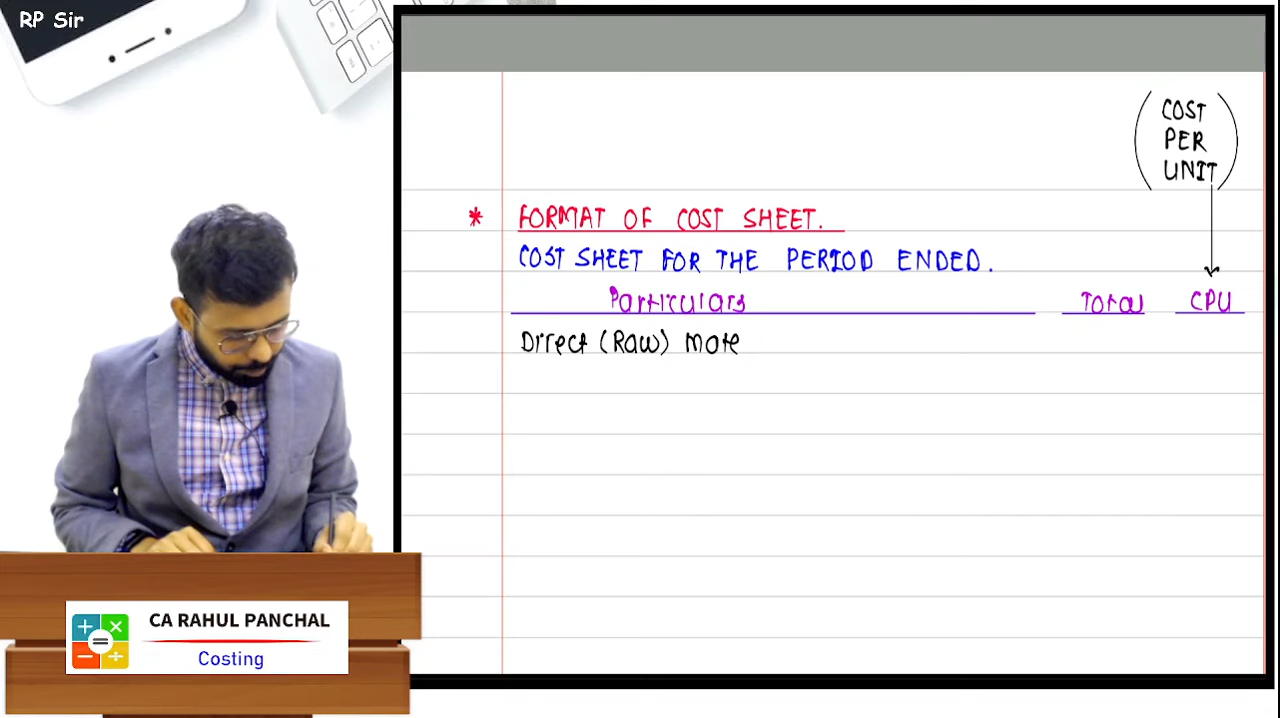 RP Sir
COST
PER
UNIT
* FORMAT OF COST SHEET.
COST SHEET FOR THE PERIOD ENDED.
Particulars Total CPU
Direct (Raw) Mate
CA RAHUL PANCHAL
Costing